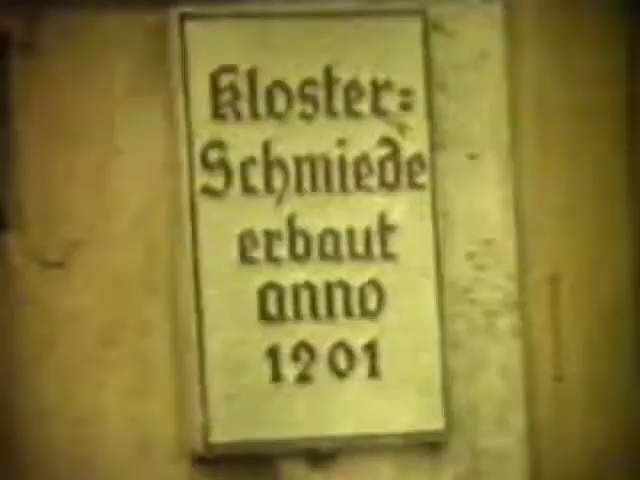 Kloster=
Schmiede
erbaut
anno
1201